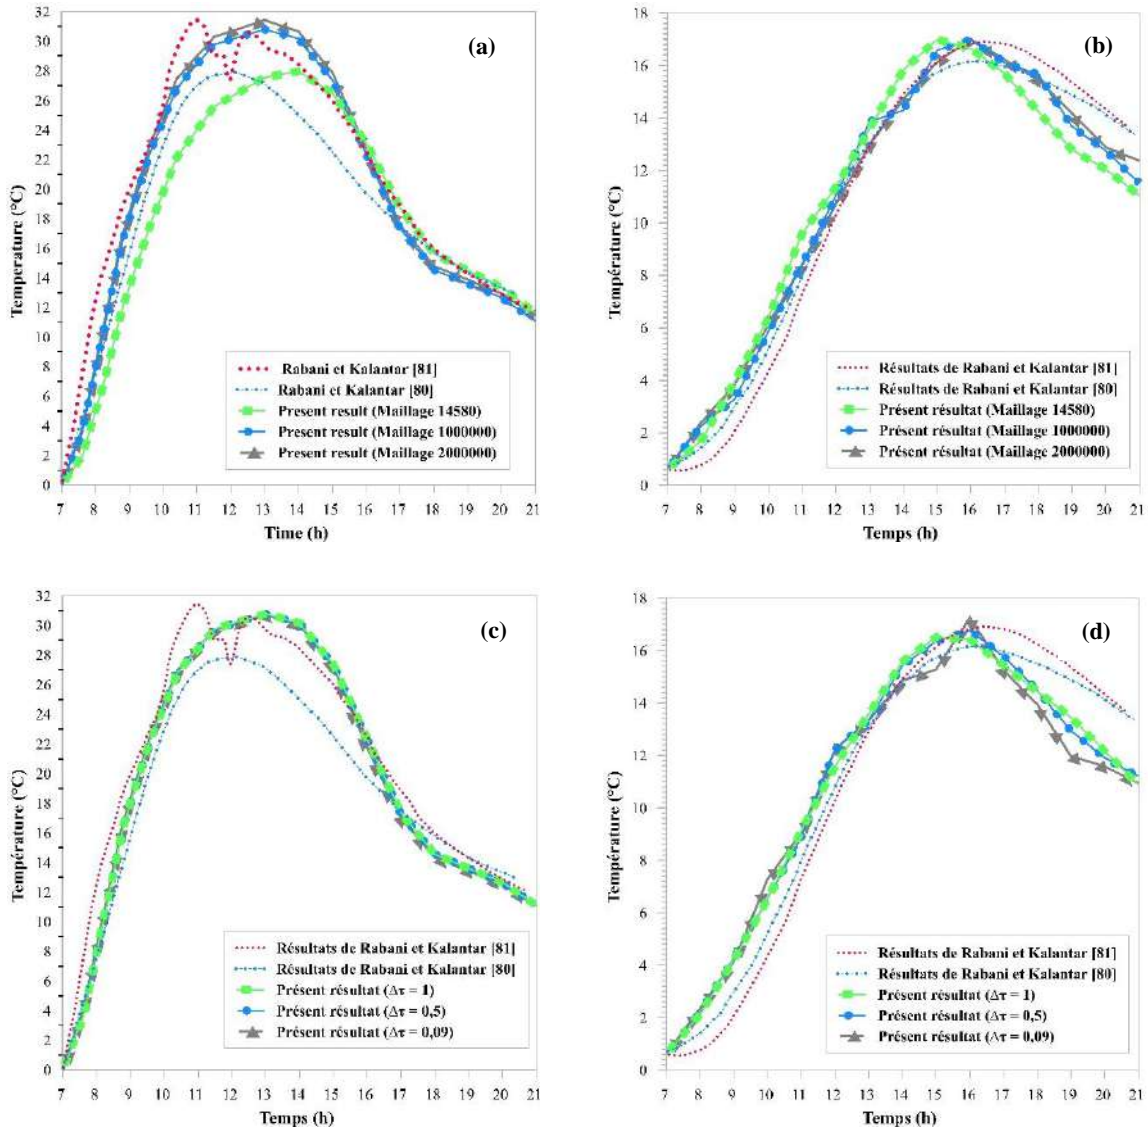 (a)
Température (°C)
32
30
28
26
24
22
20
18
16
14
12
10
8
6
4
2
0
Rabani et Kalantar [81]
Rabani et Kalantar [80]
Present result (Maillage 14580)
Present result (Maillage 1000000)
Present result (Maillage 2000000)
7 8 9 10 11 12 13 14 15 16 17 18 19 20 21
Time (h)
(b)
Température (°C)
18
16
14
12
10
8
6
4
2
0
Résultats de Rabani et Kalantar [81]
Résultats de Rabani et Kalantar [80]
Présent résultat (Maillage 14580)
Présent résultat (Maillage 1000000)
Présent résultat (Maillage 2000000)
7 8 9 10 11 12 13 14 15 16 17 18 19 20 21
Temps (h)
(c)
Température (°C)
32
30
28
26
24
22
20
18
16
14
12
10
8
6
4
3
1
0
Résultats de Rabani et Kalantar [81]
Résultats de Rabani et Kalantar [80]
Présent résultat (Δτ = 1)
Présent résultat (Δτ = 0,5)
Présent résultat (Δτ = 0,09)
7 8 9 10 11 12 13 14 15 16 17 18 19 20 21
Temps (h)
(d)
Température (°C)
18
16
14
12
10
8
6
4
2
0
Résultats de Rabani et Kalantar [81]
Résultats de Rabani et Kalantar [80]
Présent résultat (Δτ = 1)
Présent résultat (Δτ = 0,5)
Présent résultat (Δτ = 0,09)
7 8 9 10 11 12 13 14 15 16 17 18 19 20 21
Temps (h)